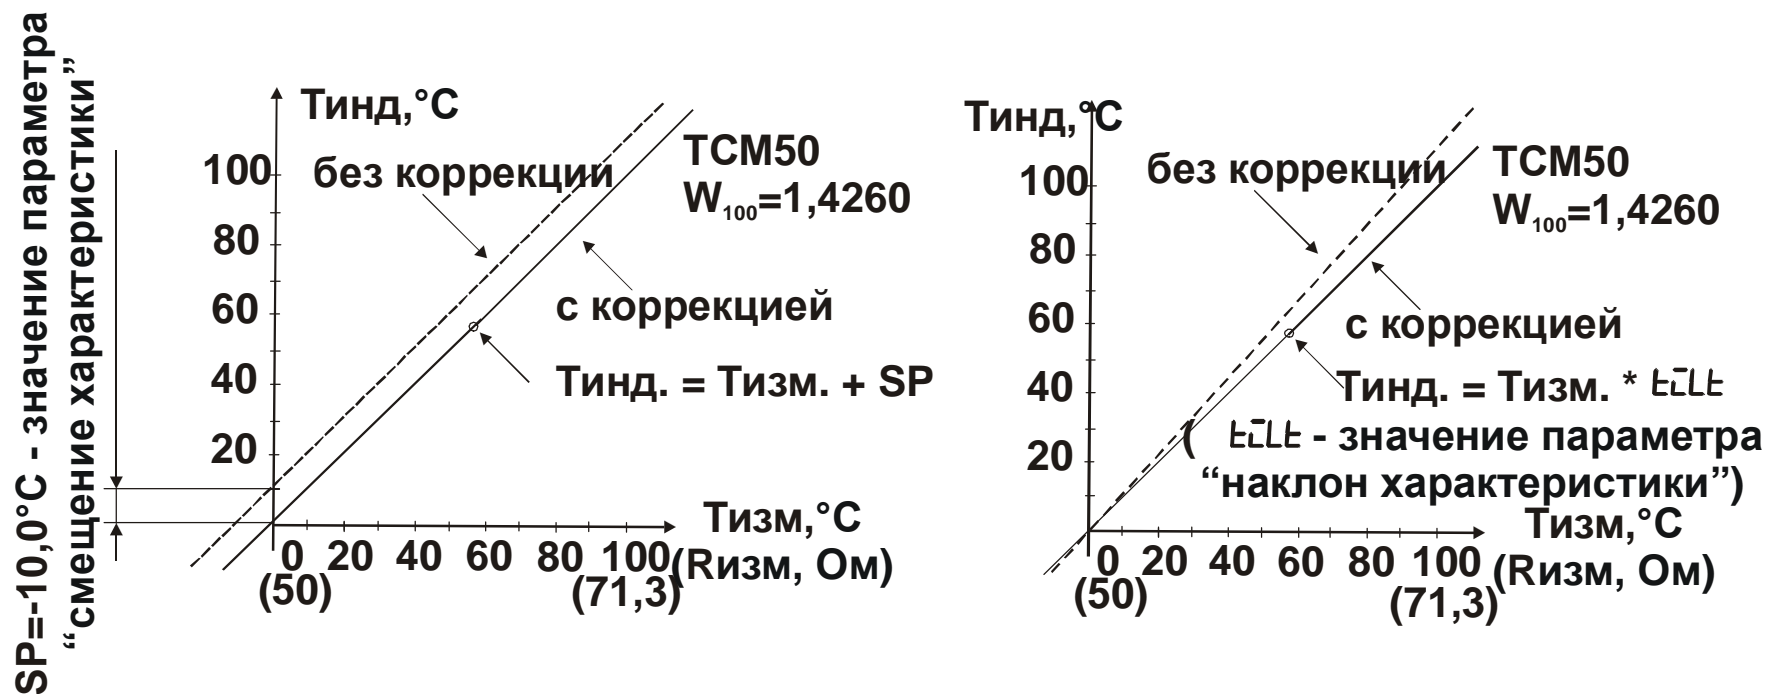 SP=-10,0°C - значение параметра
“смещение характеристики”
Тинд,°C
без коррекции
ТСМ50
W100=1,4260
100
80
60
40
20
с коррекцией
Тинд. = Тизм. + SP
Тизм,°C
0 20 40 60 80 100
(Rизм, Ом)
(50)
(71,3)
Тинд,°C
без коррекции
ТСМ50
W100=1,4260
100
80
60
40
20
с коррекцией
Тинд. = Тизм. * tiLt
( tiLt - значение параметра
“наклон характеристики”)
Тизм,°C
0 20 40 60 80 100
(Rизм, Ом)
(50)
(71,3)